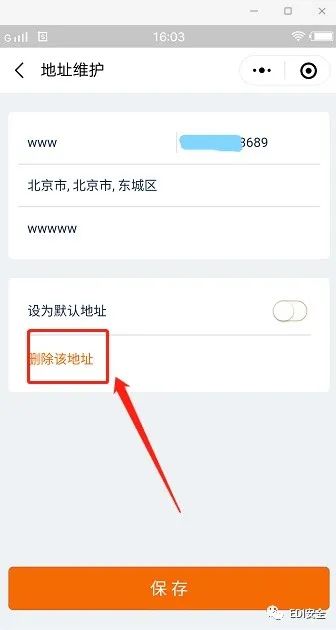 G 16:03
地址维护
www 3689
北京市, 北京市, 东城区
wwwww
设为默认地址
删除该地址
保存
EDI安全